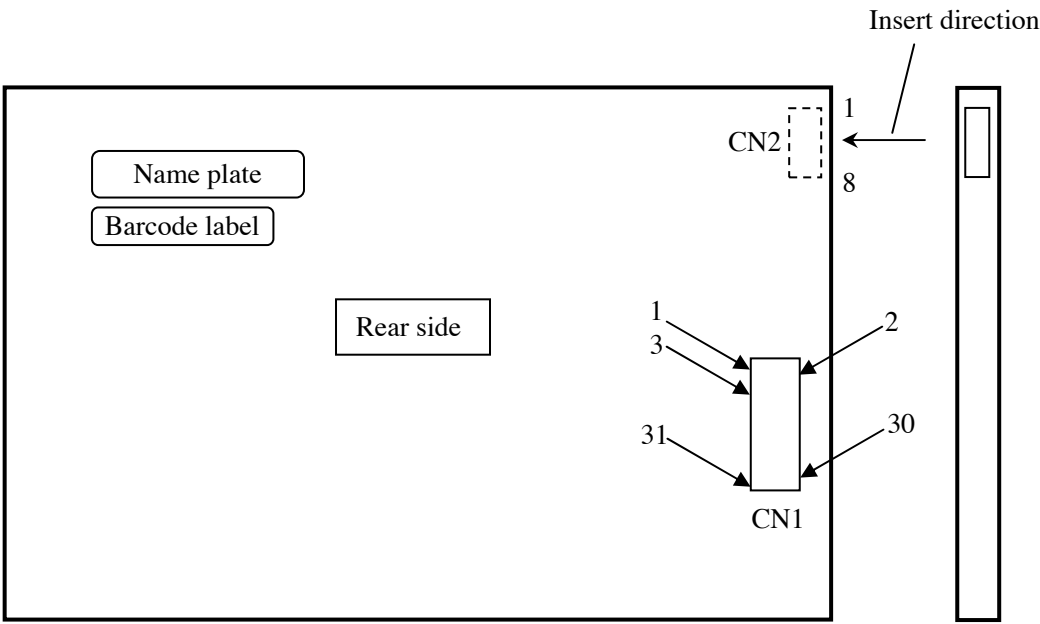 Insert direction
1
CN2
8
Name plate
Barcode label
Rear side
1
2
3
31
30
CN1